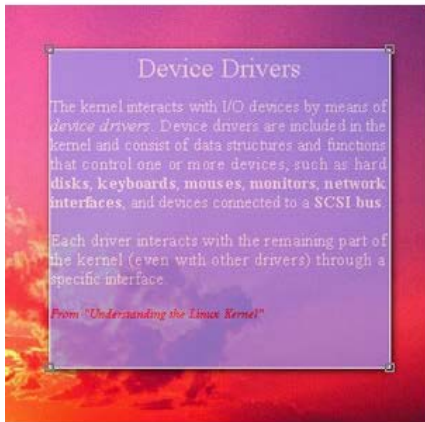 Device Drivers
The kernel interacts with I/O devices by means of
device drivers. Device drivers are included in the
kernel and consist of data structures and functions
that control one or more devices, such as hard
disks, keyboards, mouses, monitors, network
interfaces, and devices connected to a SCSI bus.
Each driver interacts with the remaining part of
the kernel (even with other drivers) through a
specific interface.
From "Understanding the Linux Kernel"